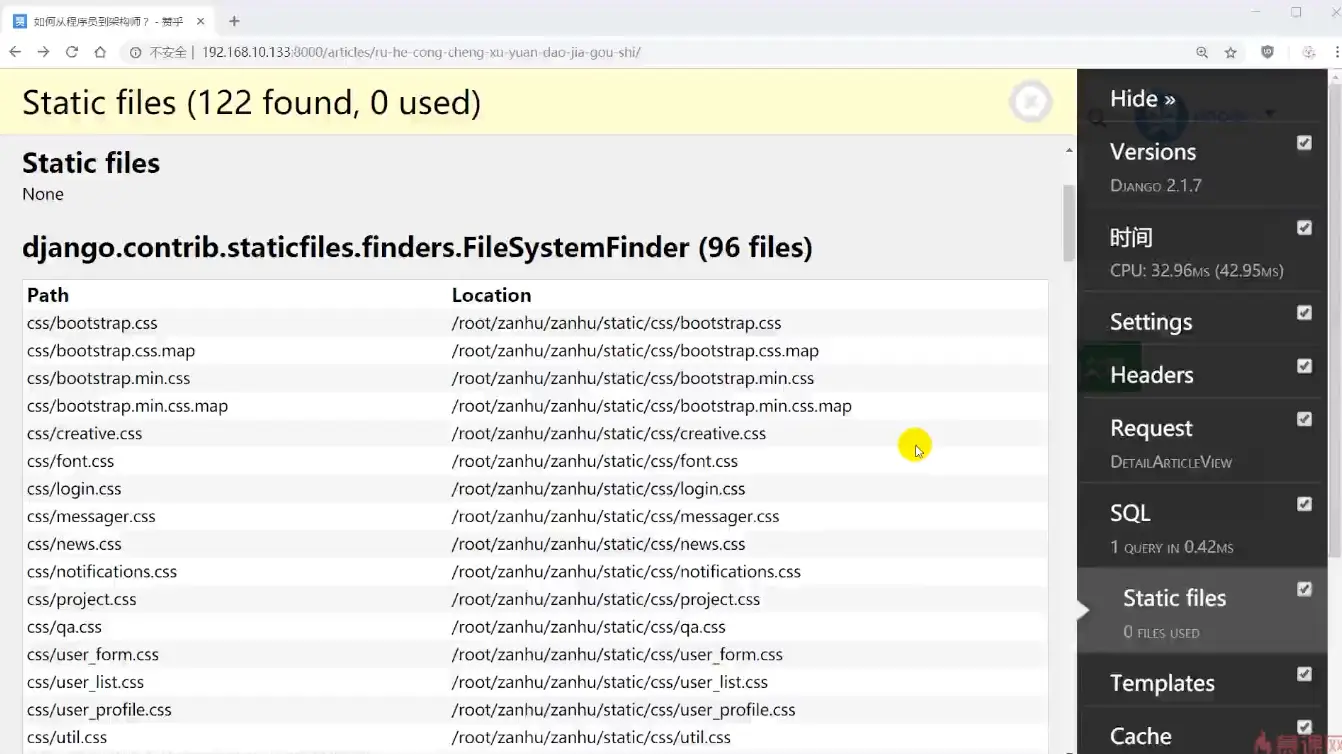 如何从程序员到架构师？ - 赞乎
不安全 | 192.168.10.133:8000/articles/ru-he-cong-cheng-xu-yuan-dao-jia-gou-shi/
Static files (122 found, 0 used)
Static files
None
django.contrib.staticfiles.finders.FileSystemFinder (96 files)
Path Location
css/bootstrap.css /root/zanhu/zanhu/static/css/bootstrap.css
css/bootstrap.css.map /root/zanhu/zanhu/static/css/bootstrap.css.map
css/bootstrap.min.css /root/zanhu/zanhu/static/css/bootstrap.min.css
css/bootstrap.min.css.map /root/zanhu/zanhu/static/css/bootstrap.min.css.map
css/creative.css /root/zanhu/zanhu/static/css/creative.css
css/font.css /root/zanhu/zanhu/static/css/font.css
css/login.css /root/zanhu/zanhu/static/css/login.css
css/messager.css /root/zanhu/zanhu/static/css/messager.css
css/news.css /root/zanhu/zanhu/static/css/news.css
css/notifications.css /root/zanhu/zanhu/static/css/notifications.css
css/project.css /root/zanhu/zanhu/static/css/project.css
css/qa.css /root/zanhu/zanhu/static/css/qa.css
css/user_form.css /root/zanhu/zanhu/static/css/user_form.css
css/user_list.css /root/zanhu/zanhu/static/css/user_list.css
css/user_profile.css /root/zanhu/zanhu/static/css/user_profile.css
css/util.css /root/zanhu/zanhu/static/css/util.css
Hide »
Versions
Django 2.1.7
时间
CPU: 32.96ms (42.95ms)
Settings
Headers
Request
DetailArticleView
SQL
1 query in 0.42ms
Static files
0 files used
Templates
Cache